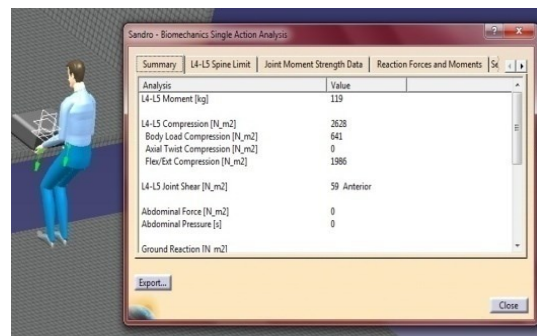 Sandro - Biomechanics Single Action Analysis
Summary L4-L5 Spine Limit Joint Moment Strength Data Reaction Forces and Moments Se
Analysis Value
L4-L5 Moment [kg] 119
L4-L5 Compression [N_m2] 2628
Body Load Compression [N_m2] 641
Axial Twist Compression [N_m2] 0
Flex/Ext Compression [N_m2] 1986
L4-L5 Joint Shear [N_m2] 59 Anterior
Abdominal Force [N_m2] 0
Abdominal Pressure [s] 0
Ground Reaction [N_m2]
Export...
Close